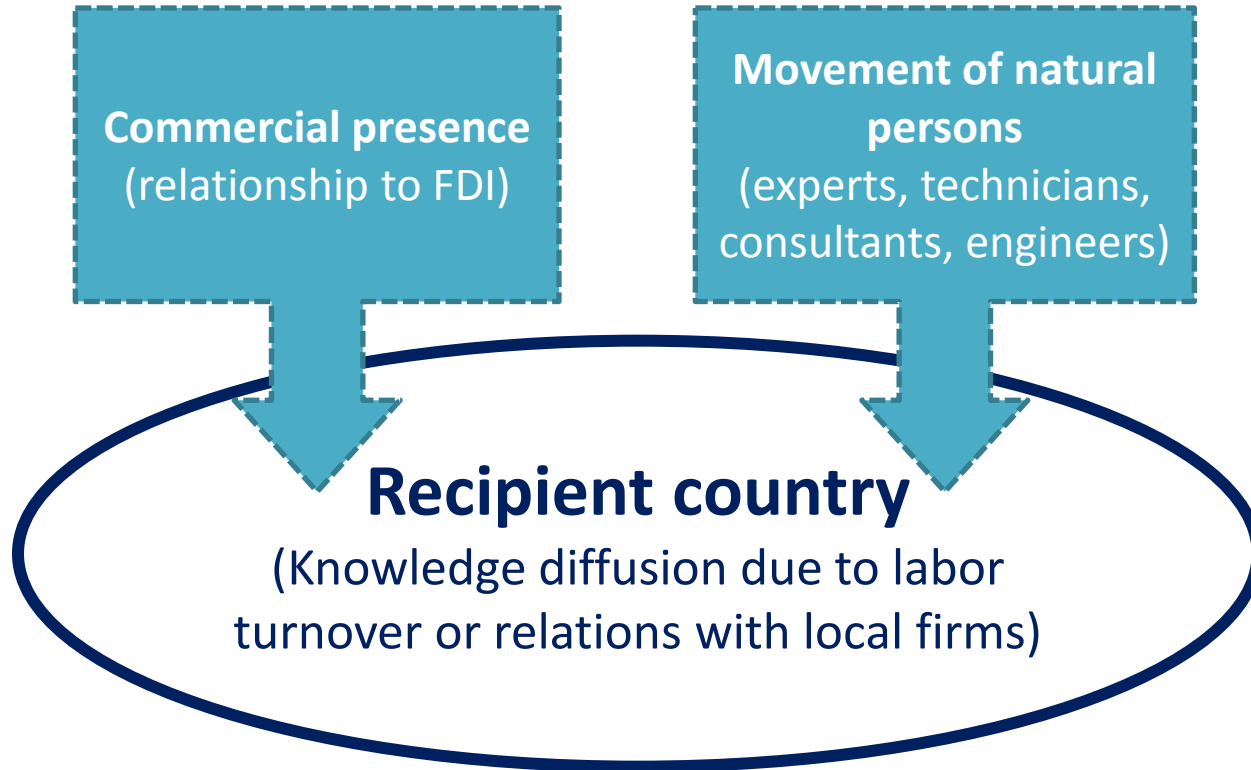 Commercial presence
(relationship to FDI)
Movement of natural
persons
(experts, technicians,
consultants, engineers)
Recipient country
(Knowledge diffusion due to labor
turnover or relations with local firms)